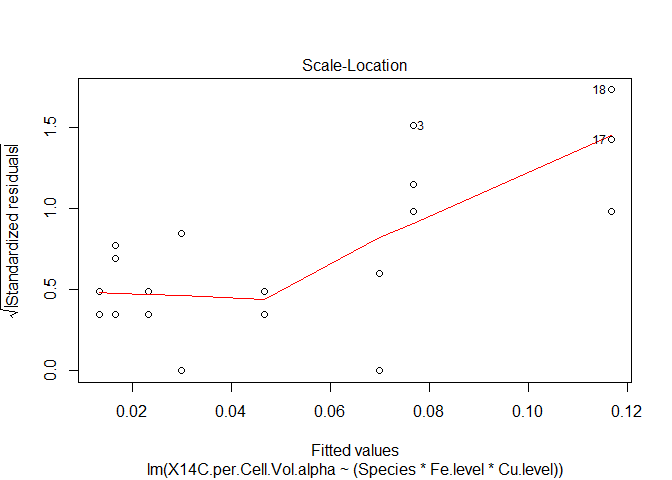 Scale-Location
√|Standardized residuals|
0.0 0.5 1.0 1.5
18
3
17
0.02 0.04 0.06 0.08 0.10 0.12
Fitted values
lm(X14C.per.Cell.Vol.alpha ~ (Species * Fe.level * Cu.level))